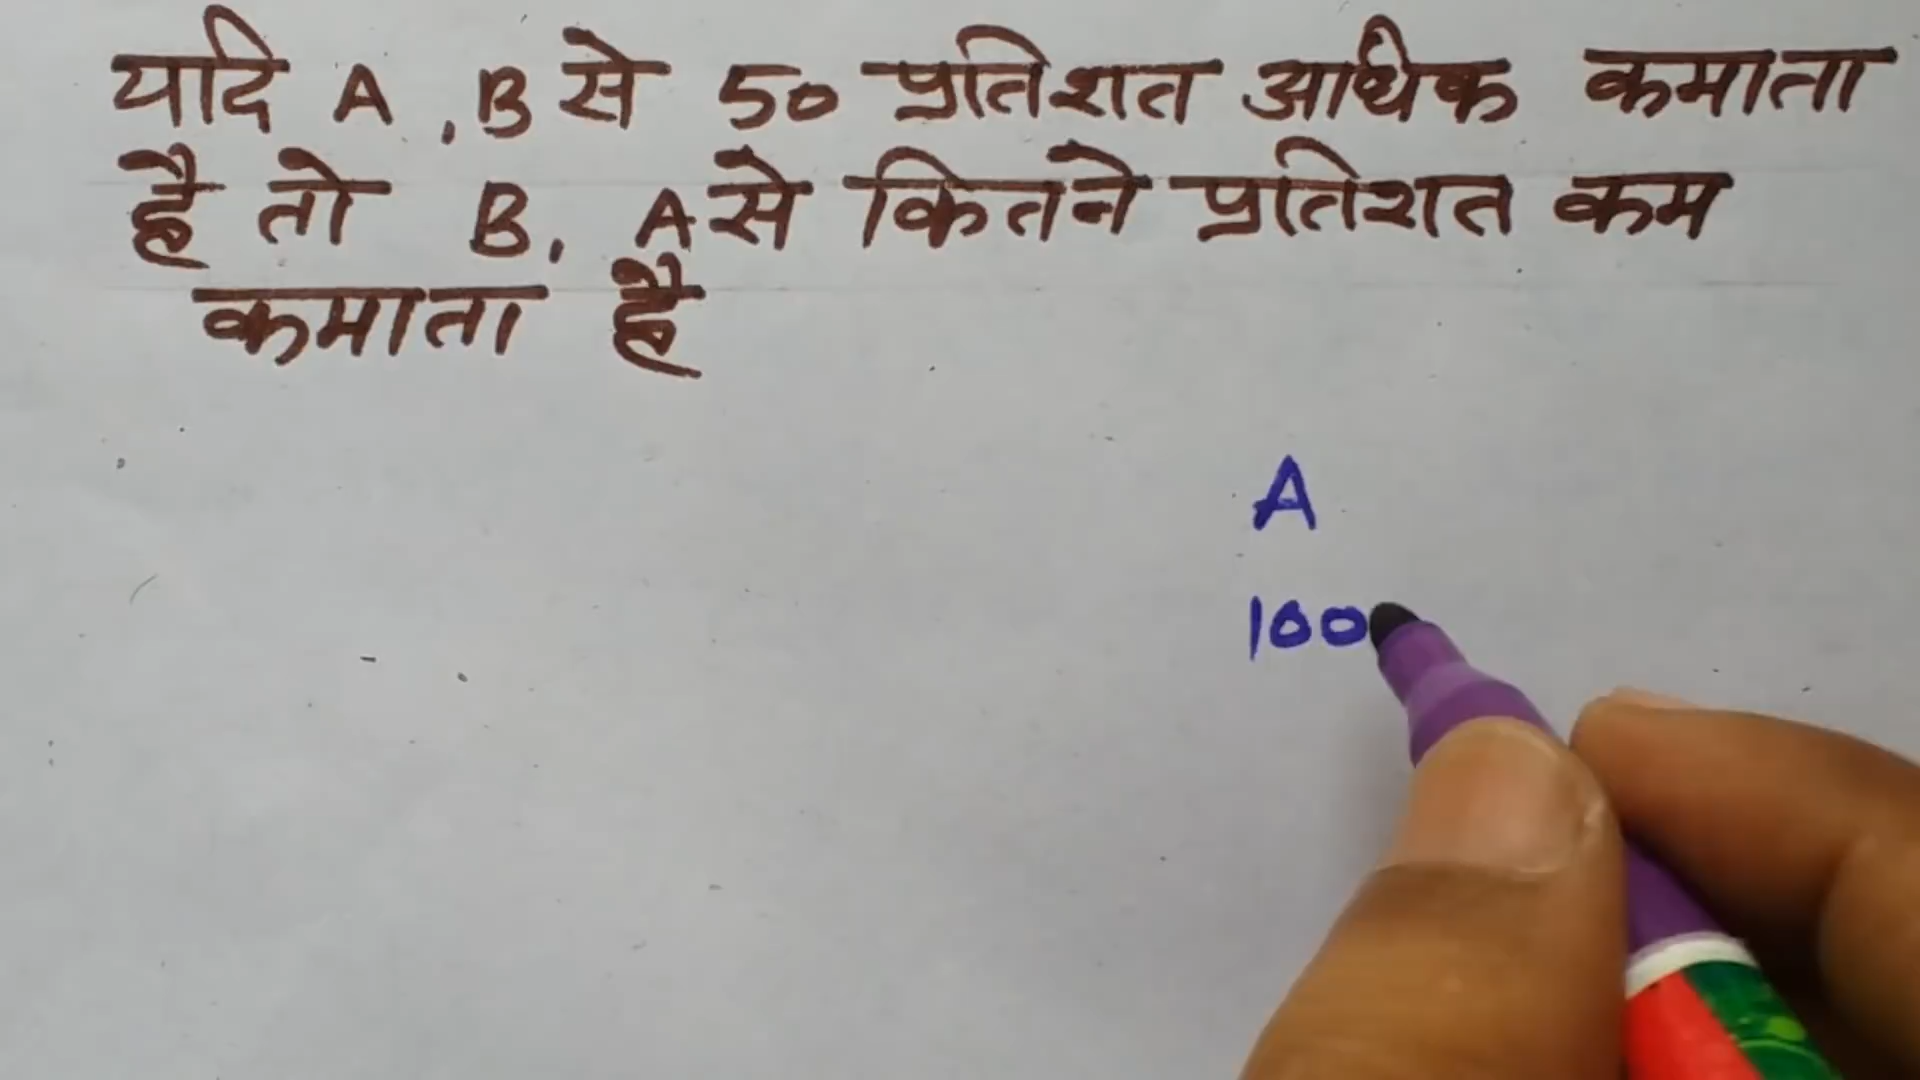 यदि A , B से 50 प्रतिशत अधिक कमाता
है तो B , A से कितने प्रतिशत कम
कमाता है
A
100